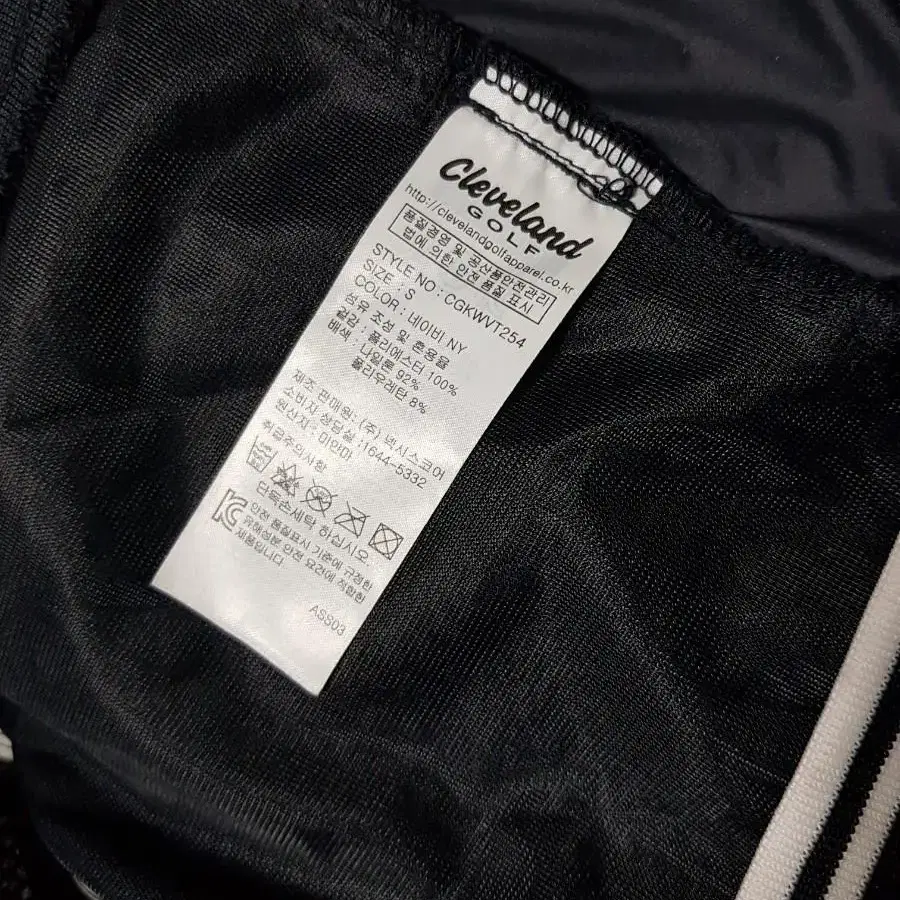 Cleveland
GOLF
http://clevelandgolfapparel.co.kr
품질경영 및 공산품안전관리
법에 의한 안전 품질 표시
STYLE NO : CGKWVT254
SIZE : S
COLOR : 네이비 NY
섬유 조성 및 혼용율
겉감 : 폴리에스터 100%
배색 : 나일론 92%
폴리우레탄 8%
제조 판매원: (주) 넥시스코어
소비자 상담실 :1644-5332
원산지 : 미얀마
취급주의사항
단독손세탁 하십시오.
안전 품질표시 기준에 규정한
유해성분 안전 요건에 적합한
제품입니다
ASS03